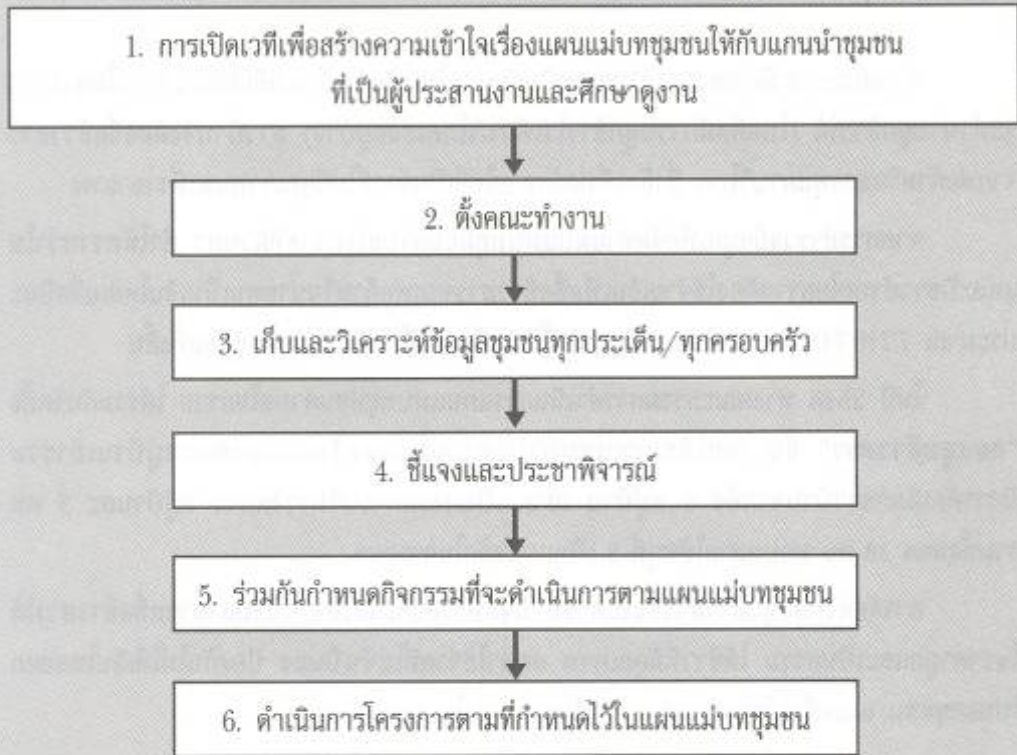 1. การเปิดเวทีเพื่อสร้างความเข้าใจเรื่องแผนแม่บทชุมชนให้กับแกนนำชุมชน
ที่เป็นผู้ประสานงานและศึกษาดูงาน
2. ตั้งคณะทำงาน
3. เก็บและวิเคราะห์ข้อมูลชุมชนทุกประเด็น/ทุกครอบครัว
4. ชี้แจงและประชาพิจารณ์
5. ร่วมกันกำหนดกิจกรรมที่จะดำเนินการตามแผนแม่บทชุมชน
6. ดำเนินการโครงการตามที่กำหนดไว้ในแผนแม่บทชุมชน